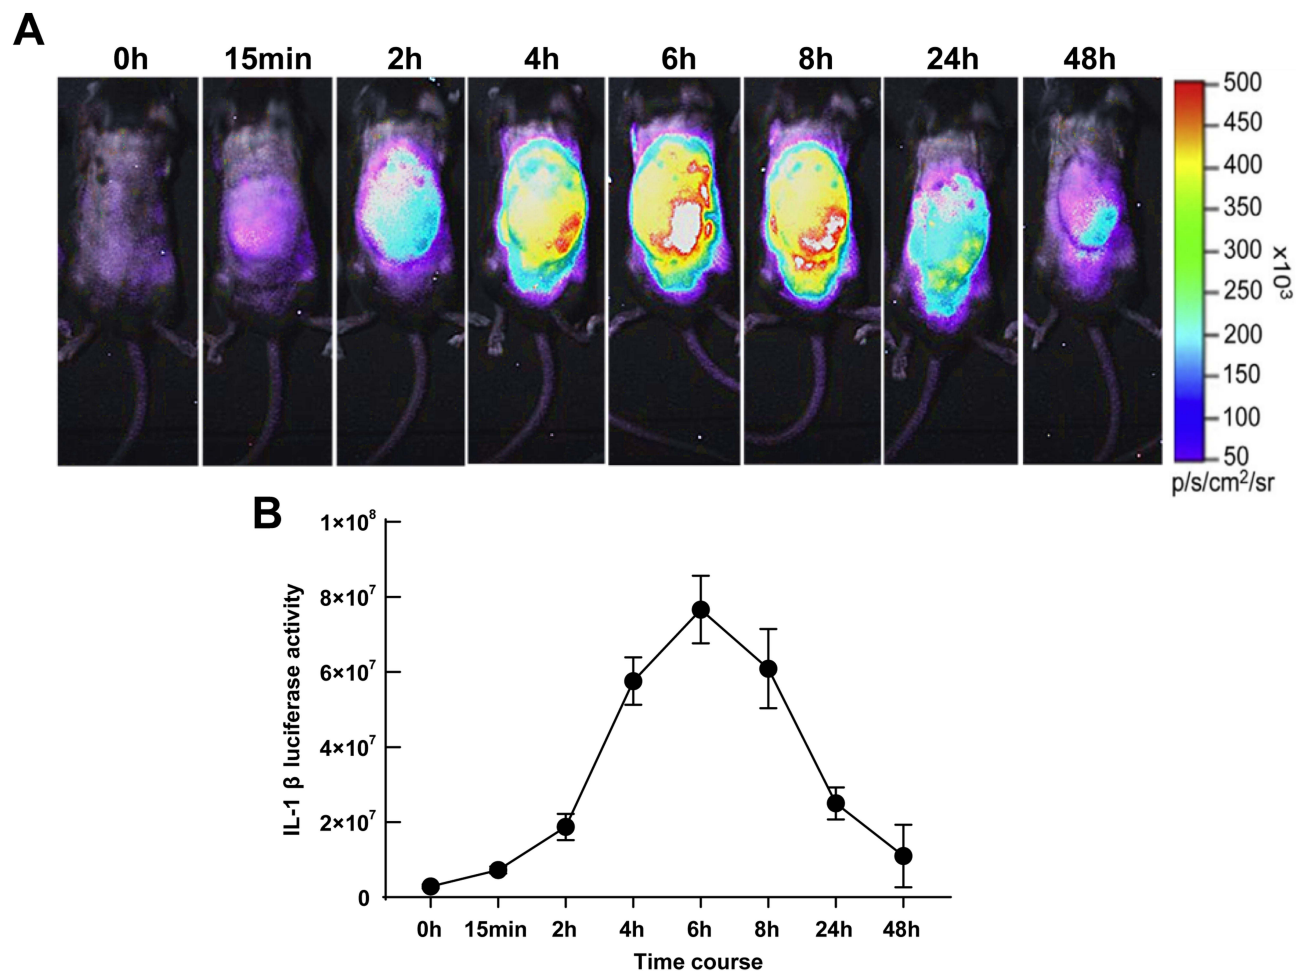 A
0h 15min 2h 4h 6h 8h 24h 48h
500
450
400
350
300
250
200
150
100
50
x10³
p/s/cm²/sr
B
1×10⁸
8×10⁷
6×10⁷
4×10⁷
2×10⁷
0
IL-1 β luciferase activity
0h 15min 2h 4h 6h 8h 24h 48h
Time course